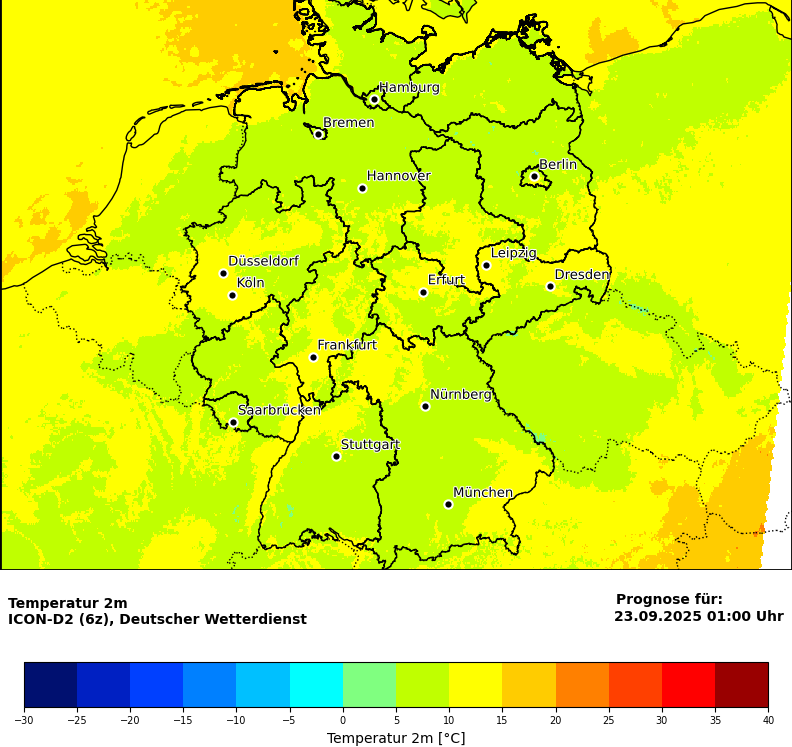 Hamburg
Bremen
Berlin
Hannover
Leipzig
Düsseldorf
Dresden
Köln
Erfurt
Frankfurt
Nürnberg
Saarbrücken
Stuttgart
München
Temperatur 2m
ICON-D2 (6z), Deutscher Wetterdienst
Prognose für:
23.09.2025 01:00 Uhr
−30 −25 −20 −15 −10 −5 0 5 10 15 20 25 30 35 40
Temperatur 2m [°C]